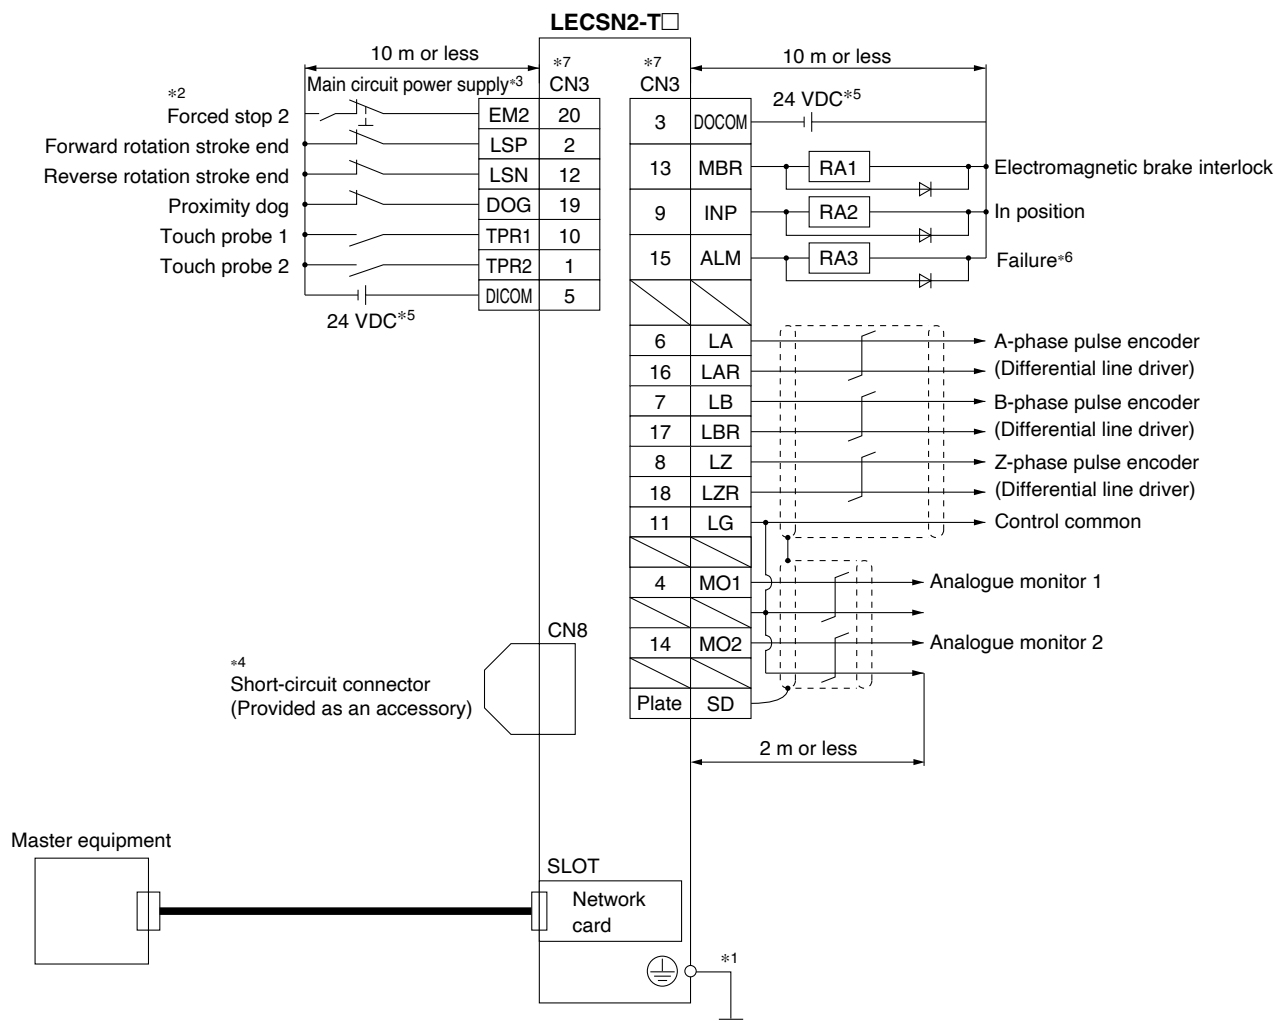 LECSN2-T□
10 m or less
*7
CN3
*7
CN3
10 m or less
Main circuit power supply*3
*2
Forced stop 2
EM2 20
Forward rotation stroke end
LSP 2
Reverse rotation stroke end
LSN 12
Proximity dog
DOG 19
Touch probe 1
TPR1 10
Touch probe 2
TPR2 1
DICOM 5
24 VDC*5
24 VDC*5
3 DOCOM
13 MBR
RA1
Electromagnetic brake interlock
9 INP
RA2
In position
15 ALM
RA3
Failure*6
6 LA
A-phase pulse encoder
16 LAR
(Differential line driver)
7 LB
B-phase pulse encoder
17 LBR
(Differential line driver)
8 LZ
Z-phase pulse encoder
18 LZR
(Differential line driver)
11 LG
Control common
4 MO1
Analogue monitor 1
14 MO2
Analogue monitor 2
Plate SD
2 m or less
CN8
*4
Short-circuit connector
(Provided as an accessory)
Master equipment
SLOT
Network
card
*1